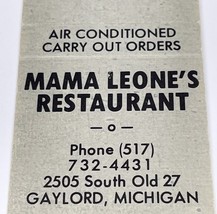 AIR CONDITIONED
CARRY OUT ORDERS
MAMA LEONE'S
RESTAURANT
—o—
Phone (517)
732-4431
2505 South Old 27
GAYLORD, MICHIGAN